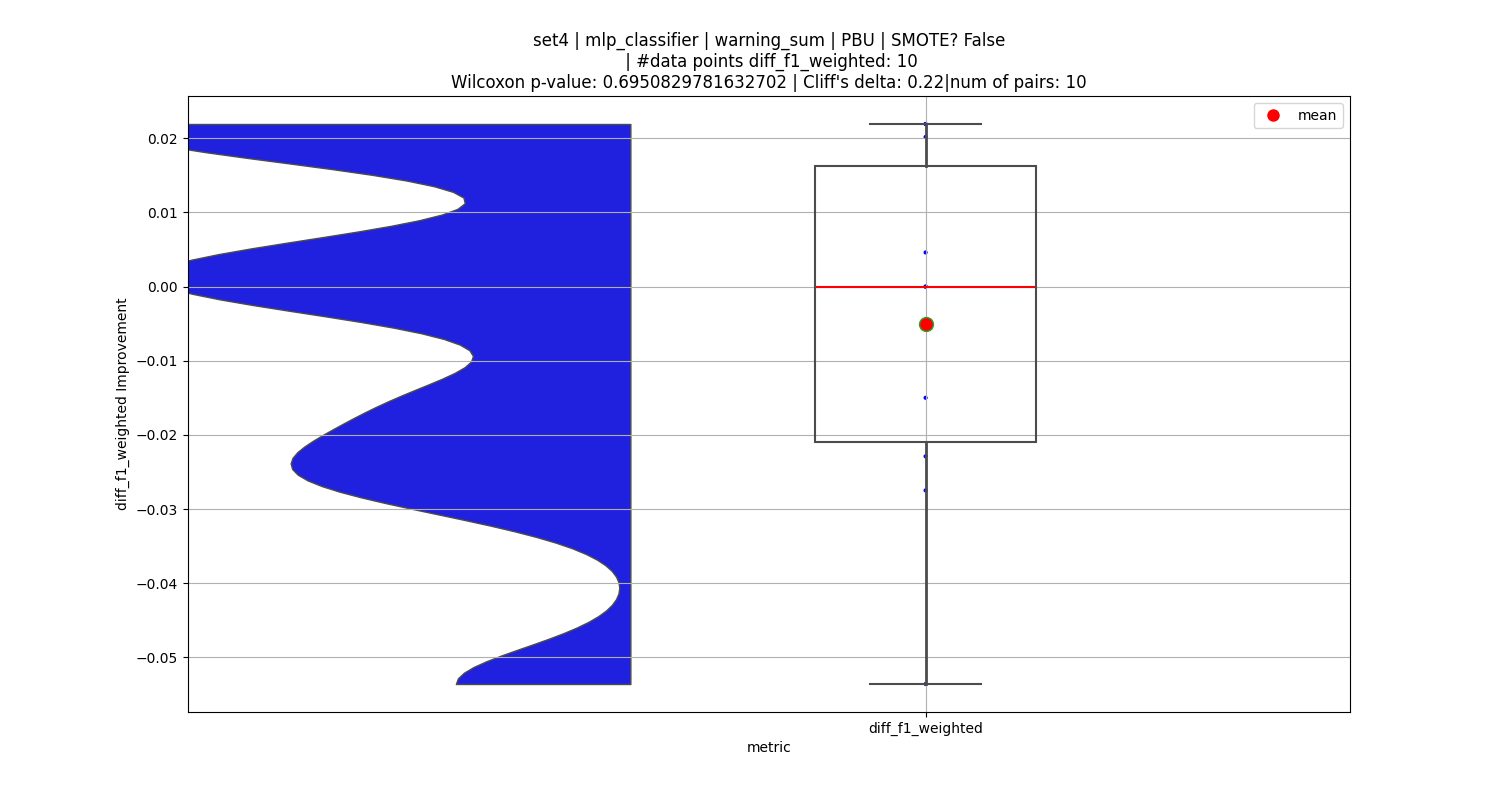 set4 | mlp_classifier | warning_sum | PBU | SMOTE? False
| #data points diff_f1_weighted: 10
Wilcoxon p-value: 0.6950829781632702 | Cliff's delta: 0.22|num of pairs: 10
mean
0.02
0.01
0.00
−0.01
−0.02
−0.03
−0.04
−0.05
diff_f1_weighted Improvement
diff_f1_weighted
metric